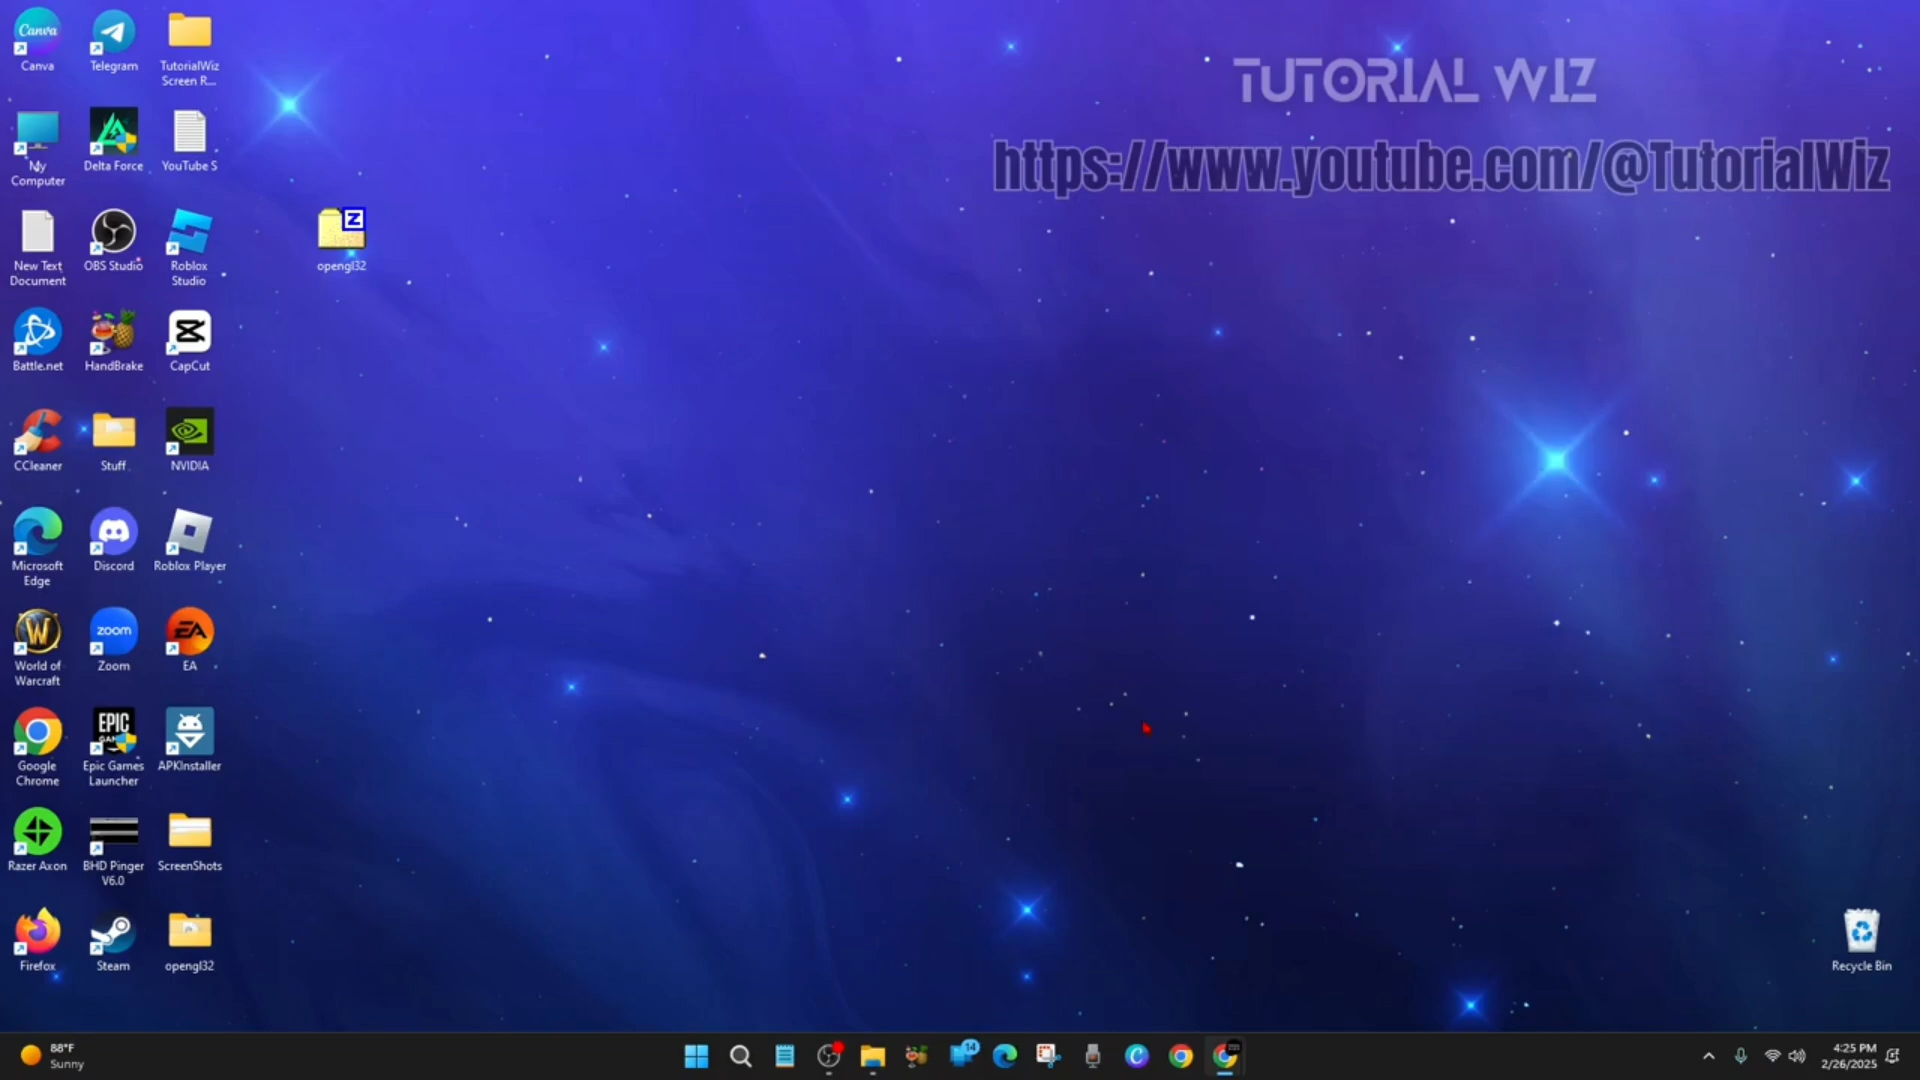 Canva
Telegram
TutorialWiz
Screen R...
My
Computer
Delta Force
YouTube S
New Text
Document
OBS Studio
Roblox
Studio
opengl32
Battle.net
HandBrake
CapCut
CCleaner
Stuff
NVIDIA
Microsoft
Edge
Discord
Roblox Player
World of
Warcraft
Zoom
EA
Google
Chrome
Epic Games
Launcher
APKInstaller
Razer Axon
BHD Pinger
V6.0
ScreenShots
Firefox
Steam
opengl32
Canva
Z
W
zoom
EA
EPIC
TUTORIAL WIZ
https://www.youtube.com/@TutorialWiz
Recycle Bin
88°F
Sunny
14
4:25 PM
2/26/2025